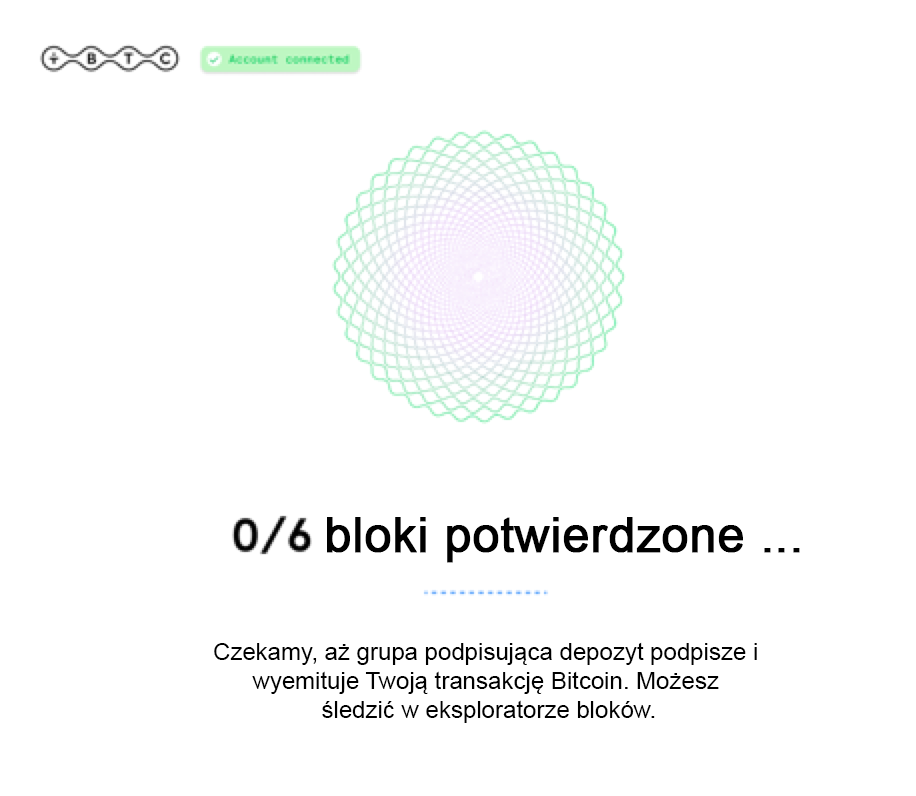 tBTC
Account connected
0/6 bloki potwierdzone ...
Czekamy, aż grupa podpisująca depozyt podpisze i
wyemituje Twoją transakcję Bitcoin. Możesz
śledzić w eksploratorze bloków.